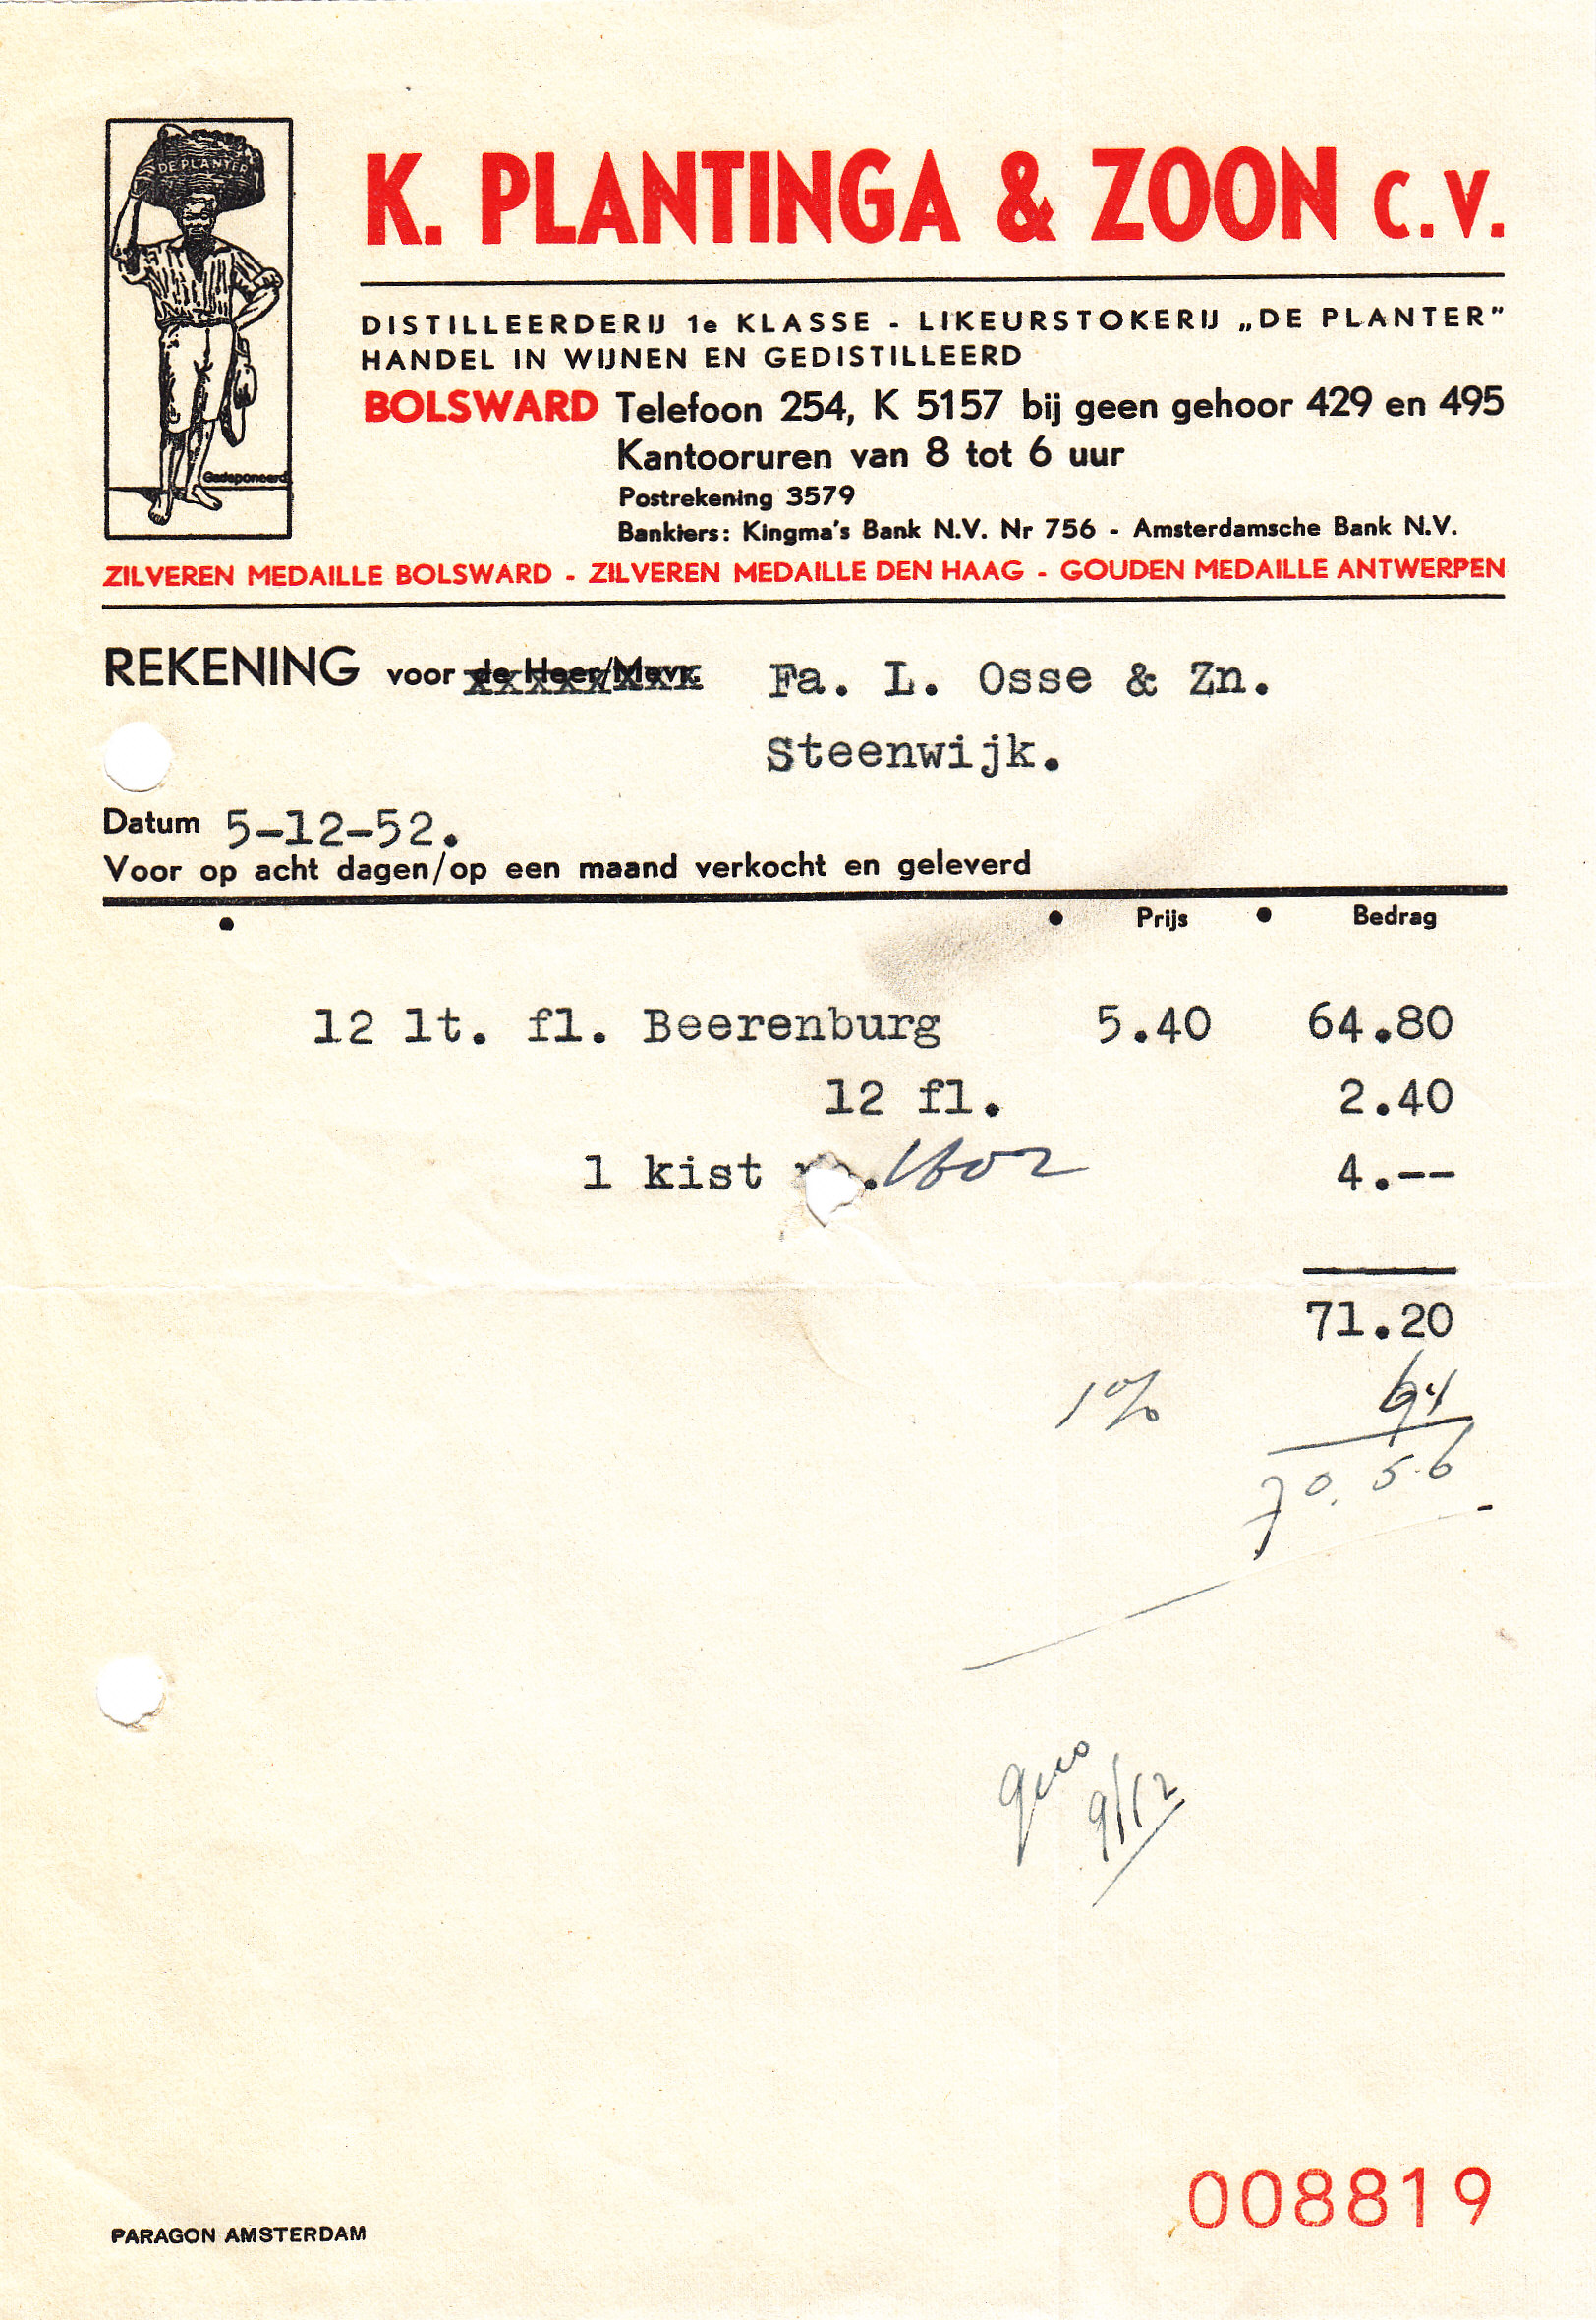 DE PLANTER
Gedeponeerd
K. PLANTINGA & ZOON C.V.
DISTILLEERDERIJ 1e KLASSE - LIKEURSTOKERIJ „DE PLANTER”
HANDEL IN WIJNEN EN GEDISTILLEERD
BOLSWARD Telefoon 254, K 5157 bij geen gehoor 429 en 495
Kantooruren van 8 tot 6 uur
Postrekening 3579
Bankiers: Kingma's Bank N.V. Nr 756 - Amsterdamsche Bank N.V.
ZILVEREN MEDAILLE BOLSWARD - ZILVEREN MEDAILLE DEN HAAG - GOUDEN MEDAILLE ANTWERPEN
REKENING voor de Heer/Mevr. Fa. L. Osse & Zn.
Steenwijk.
Datum 5-12-52.
Voor op acht dagen/op een maand verkocht en geleverd
Prijs Bedrag
12 lt. fl. Beerenburg 5.40 64.80
12 fl. 2.40
1 kist 1602 4.--
71.20
1% 64
70.56
9/12
008819
PARAGON AMSTERDAM